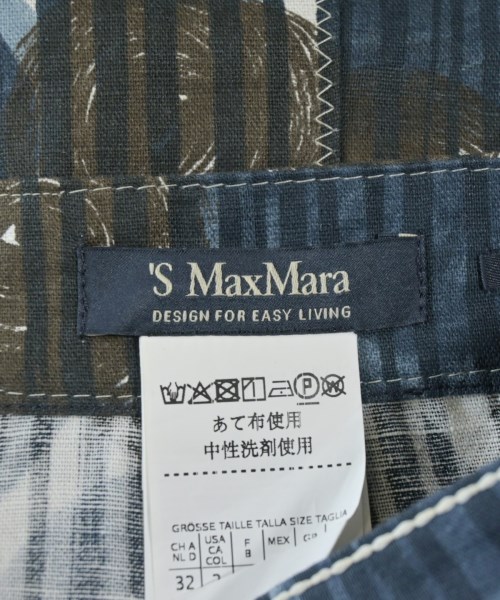 'S MaxMara
DESIGN FOR EASY LIVING
P W
あて布使用
中性洗剤使用
GRÖSSE TAILLE TALLA SIZE TAGLIA
CH A USA F MEX
NL D CA B
COL
32